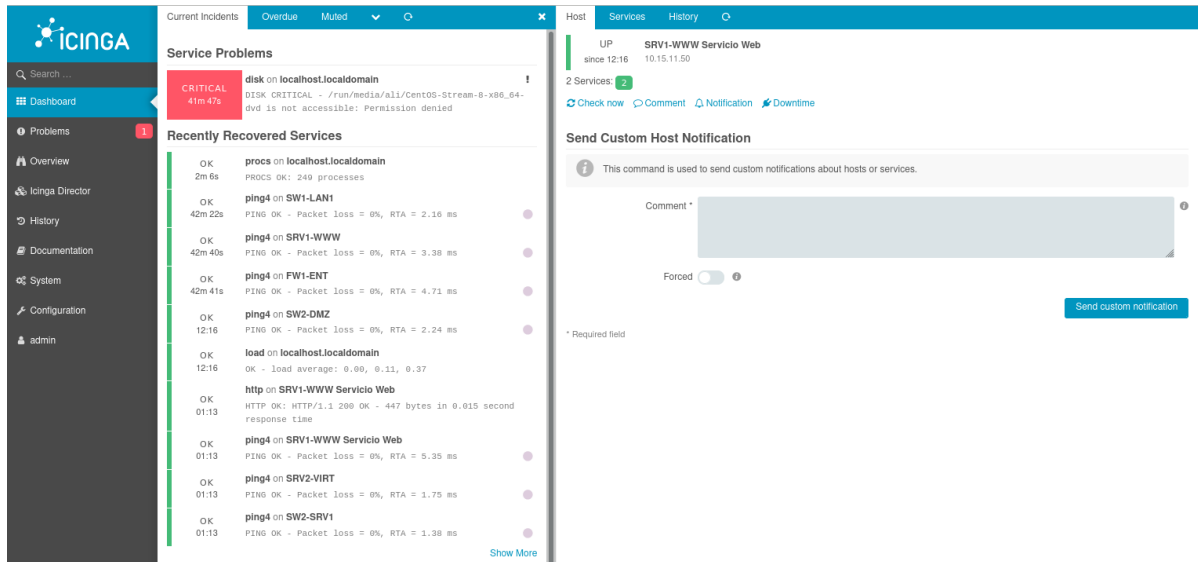 icinga
Search ...
Dashboard
Problems 1
Overview
Icinga Director
History
Documentation
System
Configuration
admin
Current Incidents Overdue Muted
Service Problems
CRITICAL
41m 47s
disk on localhost.localdomain !
DISK CRITICAL - /run/media/ali/CentOS-Stream-8-x86_64-
dvd is not accessible: Permission denied
Recently Recovered Services
OK
2m 6s
procs on localhost.localdomain
PROCS OK: 249 processes
OK
42m 22s
ping4 on SW1-LAN1
PING OK - Packet loss = 0%, RTA = 2.16 ms
OK
42m 40s
ping4 on SRV1-WWW
PING OK - Packet loss = 0%, RTA = 3.38 ms
OK
42m 41s
ping4 on FW1-ENT
PING OK - Packet loss = 0%, RTA = 4.71 ms
OK
12:16
ping4 on SW2-DMZ
PING OK - Packet loss = 0%, RTA = 2.24 ms
OK
12:16
load on localhost.localdomain
OK - load average: 0.00, 0.11, 0.37
OK
01:13
http on SRV1-WWW Servicio Web
HTTP OK: HTTP/1.1 200 OK - 447 bytes in 0.015 second
response time
OK
01:13
ping4 on SRV1-WWW Servicio Web
PING OK - Packet loss = 0%, RTA = 5.35 ms
OK
01:13
ping4 on SRV2-VIRT
PING OK - Packet loss = 0%, RTA = 1.75 ms
OK
01:13
ping4 on SW2-SRV1
PING OK - Packet loss = 0%, RTA = 1.38 ms
Show More
Host Services History
UP
since 12:16
SRV1-WWW Servicio Web
10.15.11.50
2 Services: 2
Check now Comment Notification Downtime
Send Custom Host Notification
This command is used to send custom notifications about hosts or services.
Comment *
Forced
Send custom notification
* Required field